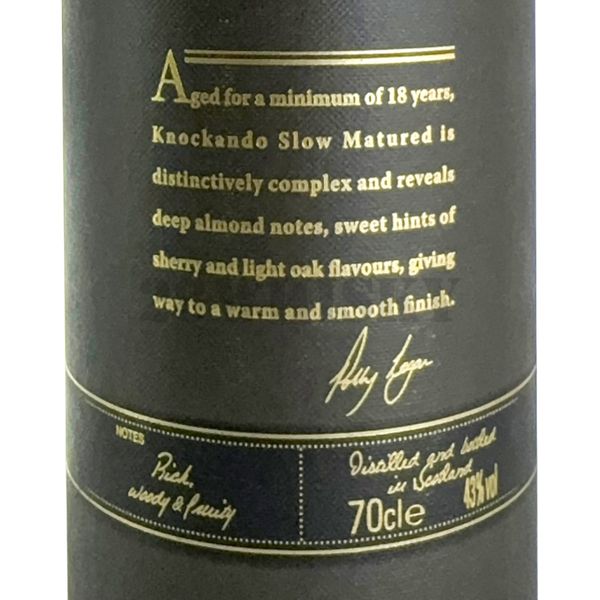 Aged for a minimum of 18 years,
Knockando Slow Matured is
distinctively complex and reveals
deep almond notes, sweet hints of
sherry and light oak flavours, giving
way to a warm and smooth finish.
NOTES
Rich,
woody & fruity
Distilled and bottled
in Scotland
70cl e
43% vol